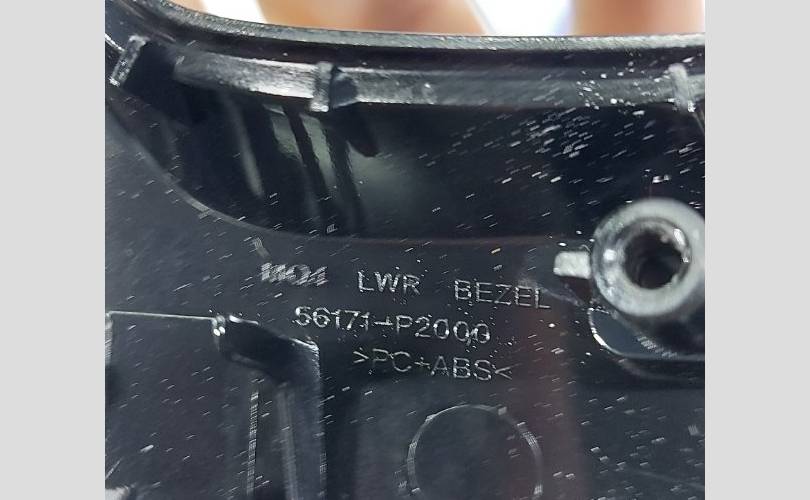 MQ4 LWR BEZEL
56171-P2000
>PC+ABS<